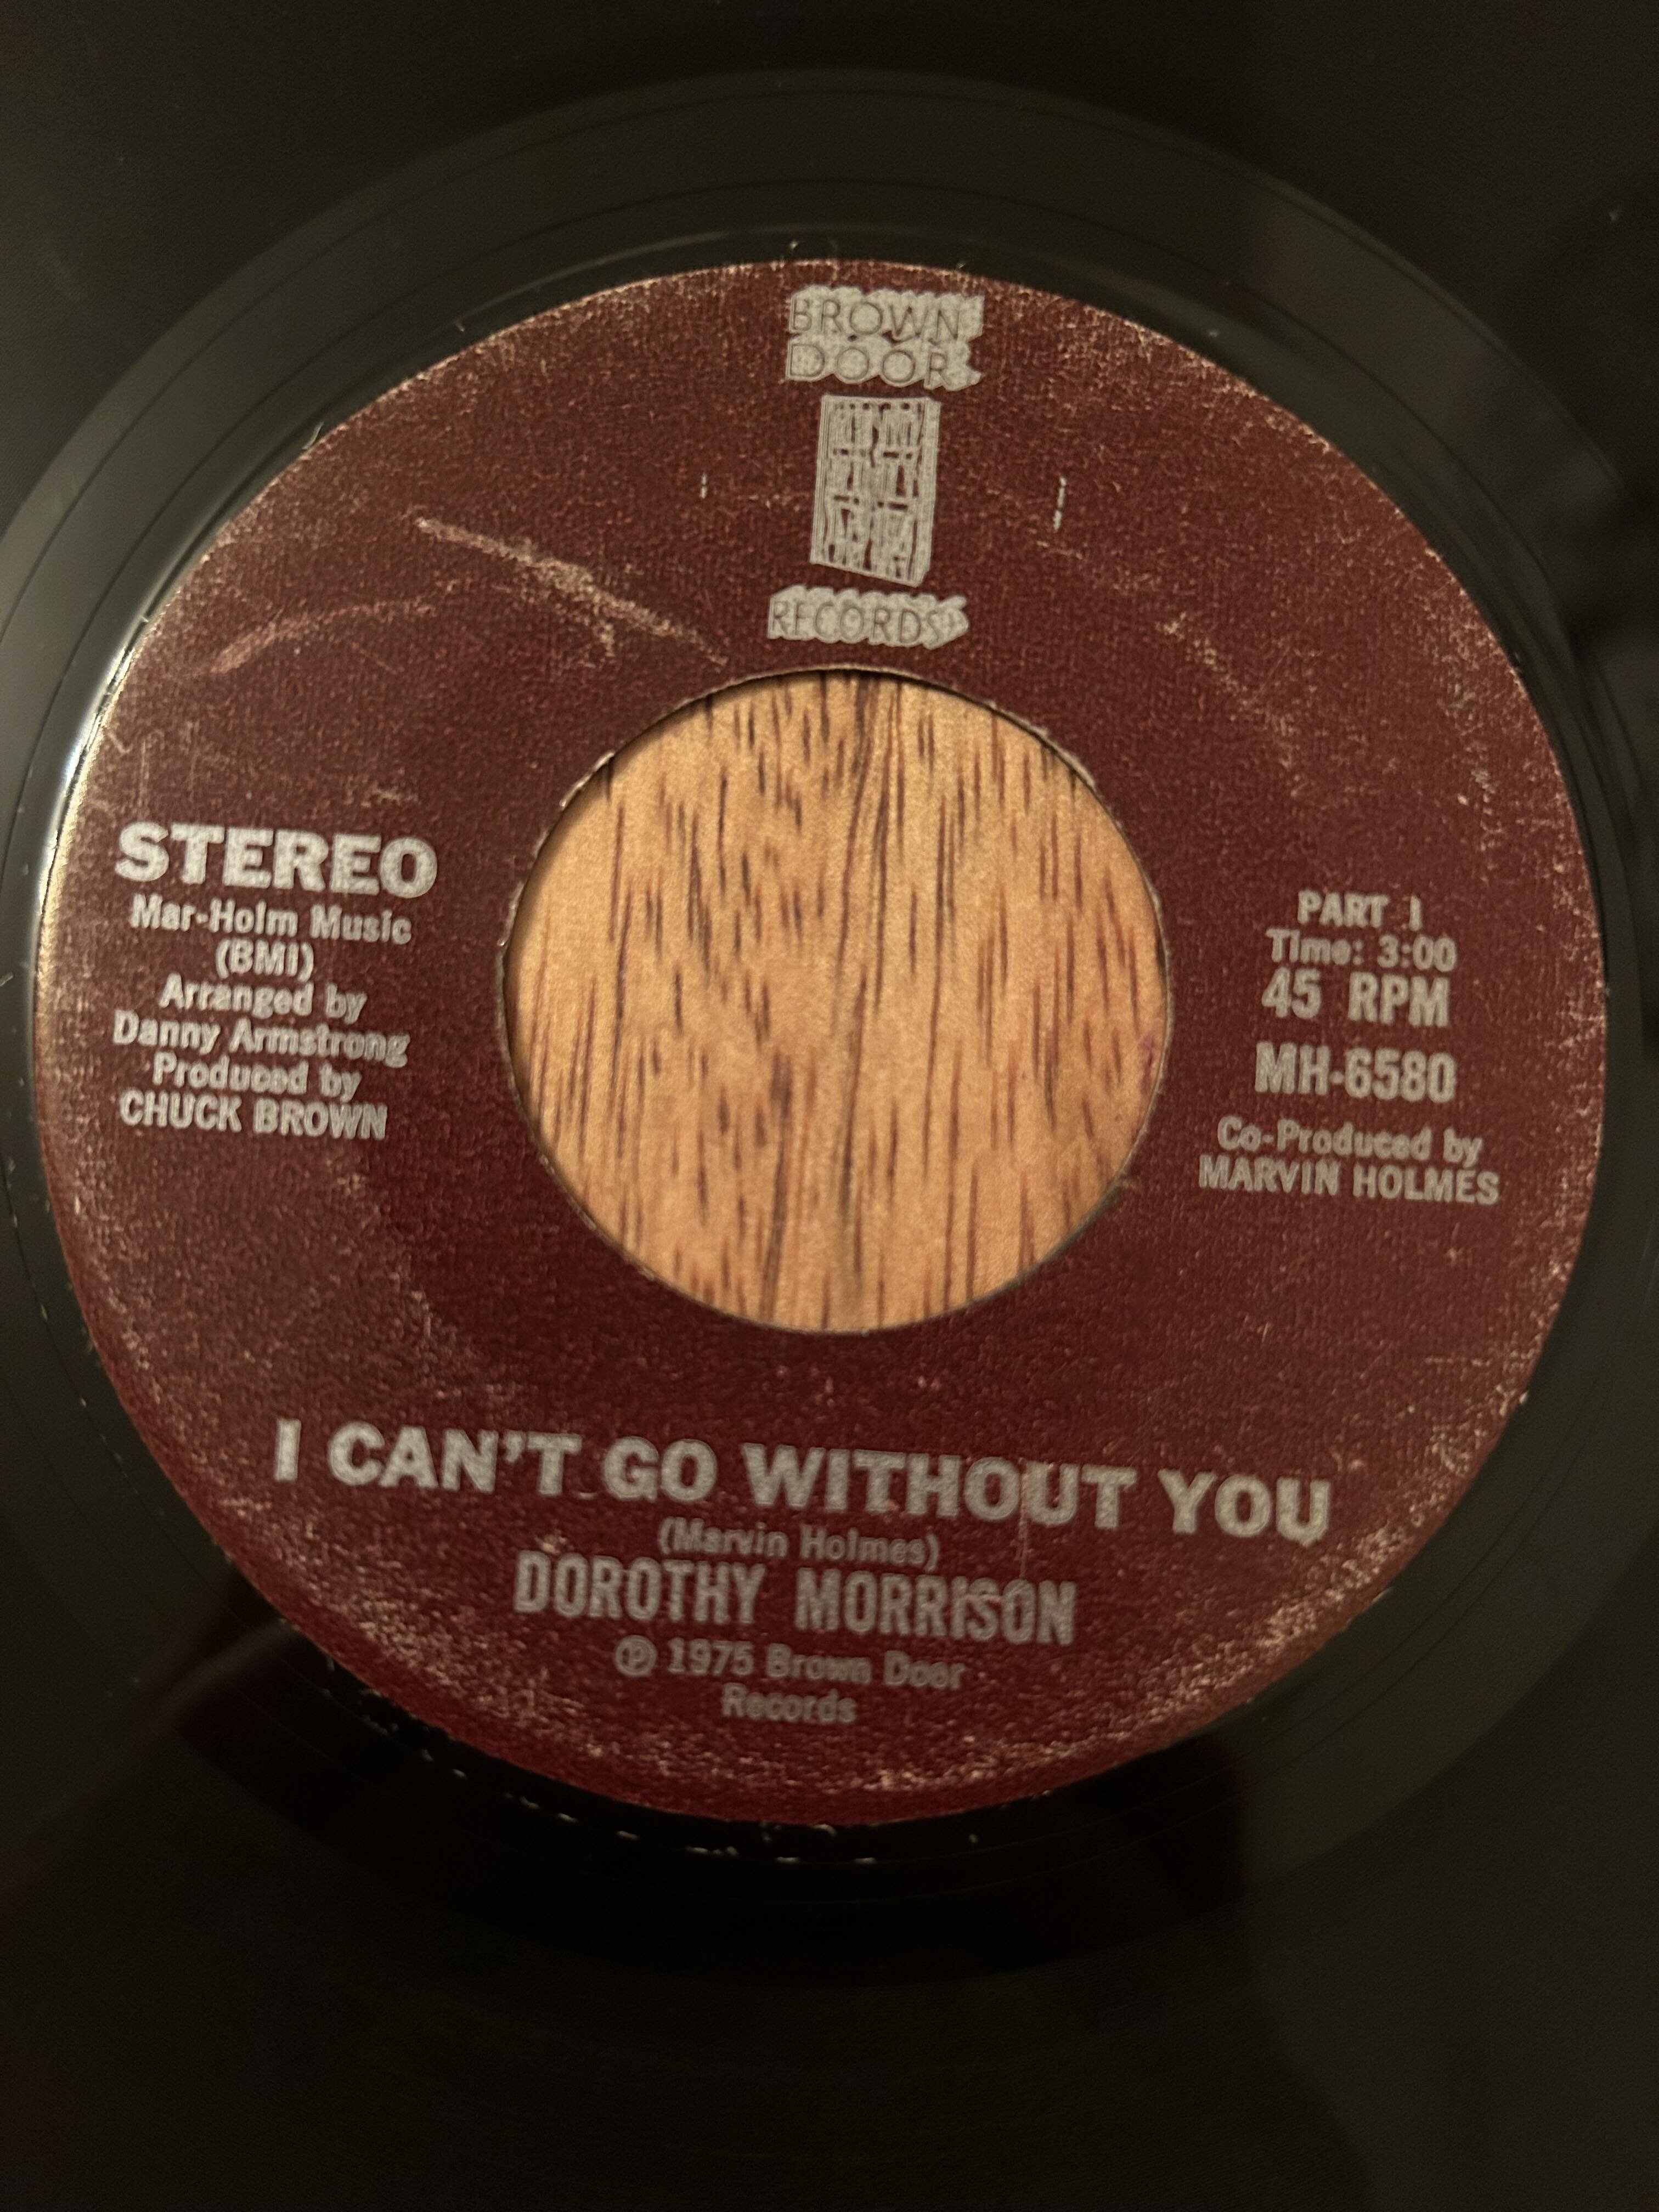 BROWN
DOOR
RECORDS
STEREO
Mar-Holm Music
(BMI)
Arranged by
Danny Armstrong
Produced by
CHUCK BROWN
PART I
Time: 3:00
45 RPM
MH-6580
Co-Produced by
MARVIN HOLMES
I CAN'T GO WITHOUT YOU
(Marvin Holmes)
DOROTHY MORRISON
℗ 1975 Brown Door
Records